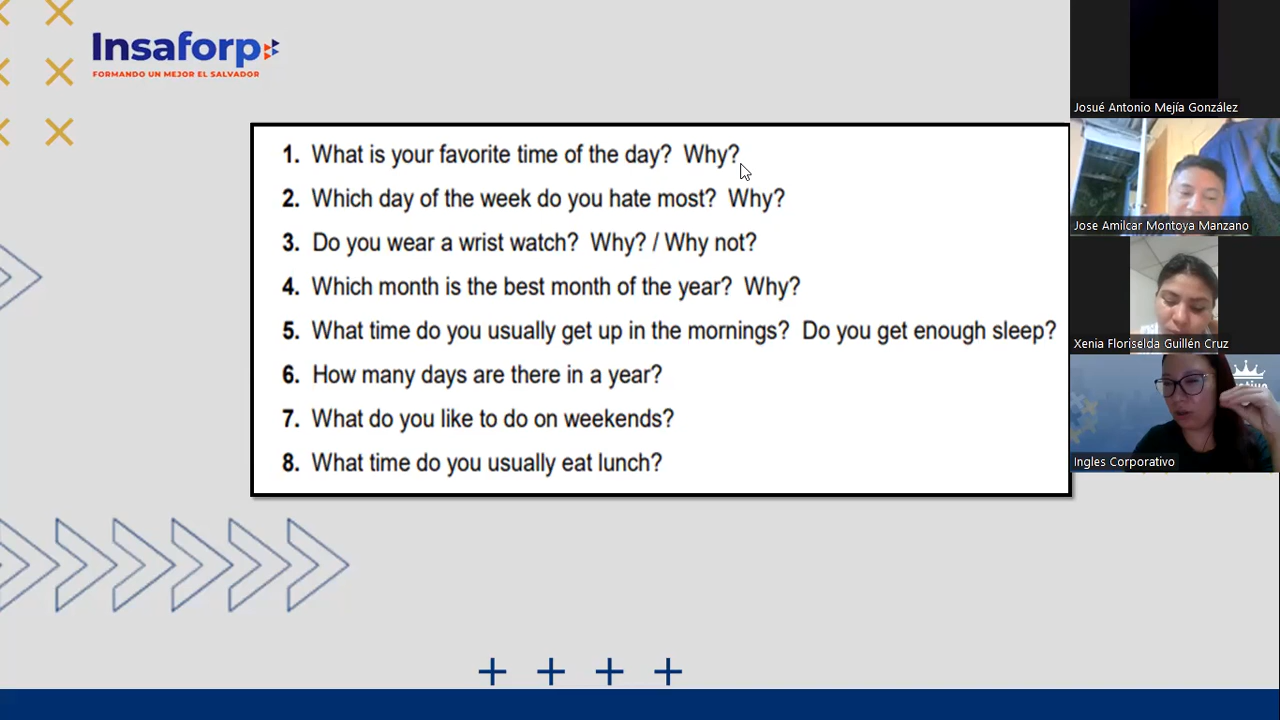 Insaforp
FORMANDO UN MEJOR EL SALVADOR
1. What is your favorite time of the day? Why?
2. Which day of the week do you hate most? Why?
3. Do you wear a wrist watch? Why? / Why not?
4. Which month is the best month of the year? Why?
5. What time do you usually get up in the mornings? Do you get enough sleep?
6. How many days are there in a year?
7. What do you like to do on weekends?
8. What time do you usually eat lunch?
Josué Antonio Mejía González
Jose Amilcar Montoya Manzano
Xenia Floriselda Guillén Cruz
Ingles Corporativo